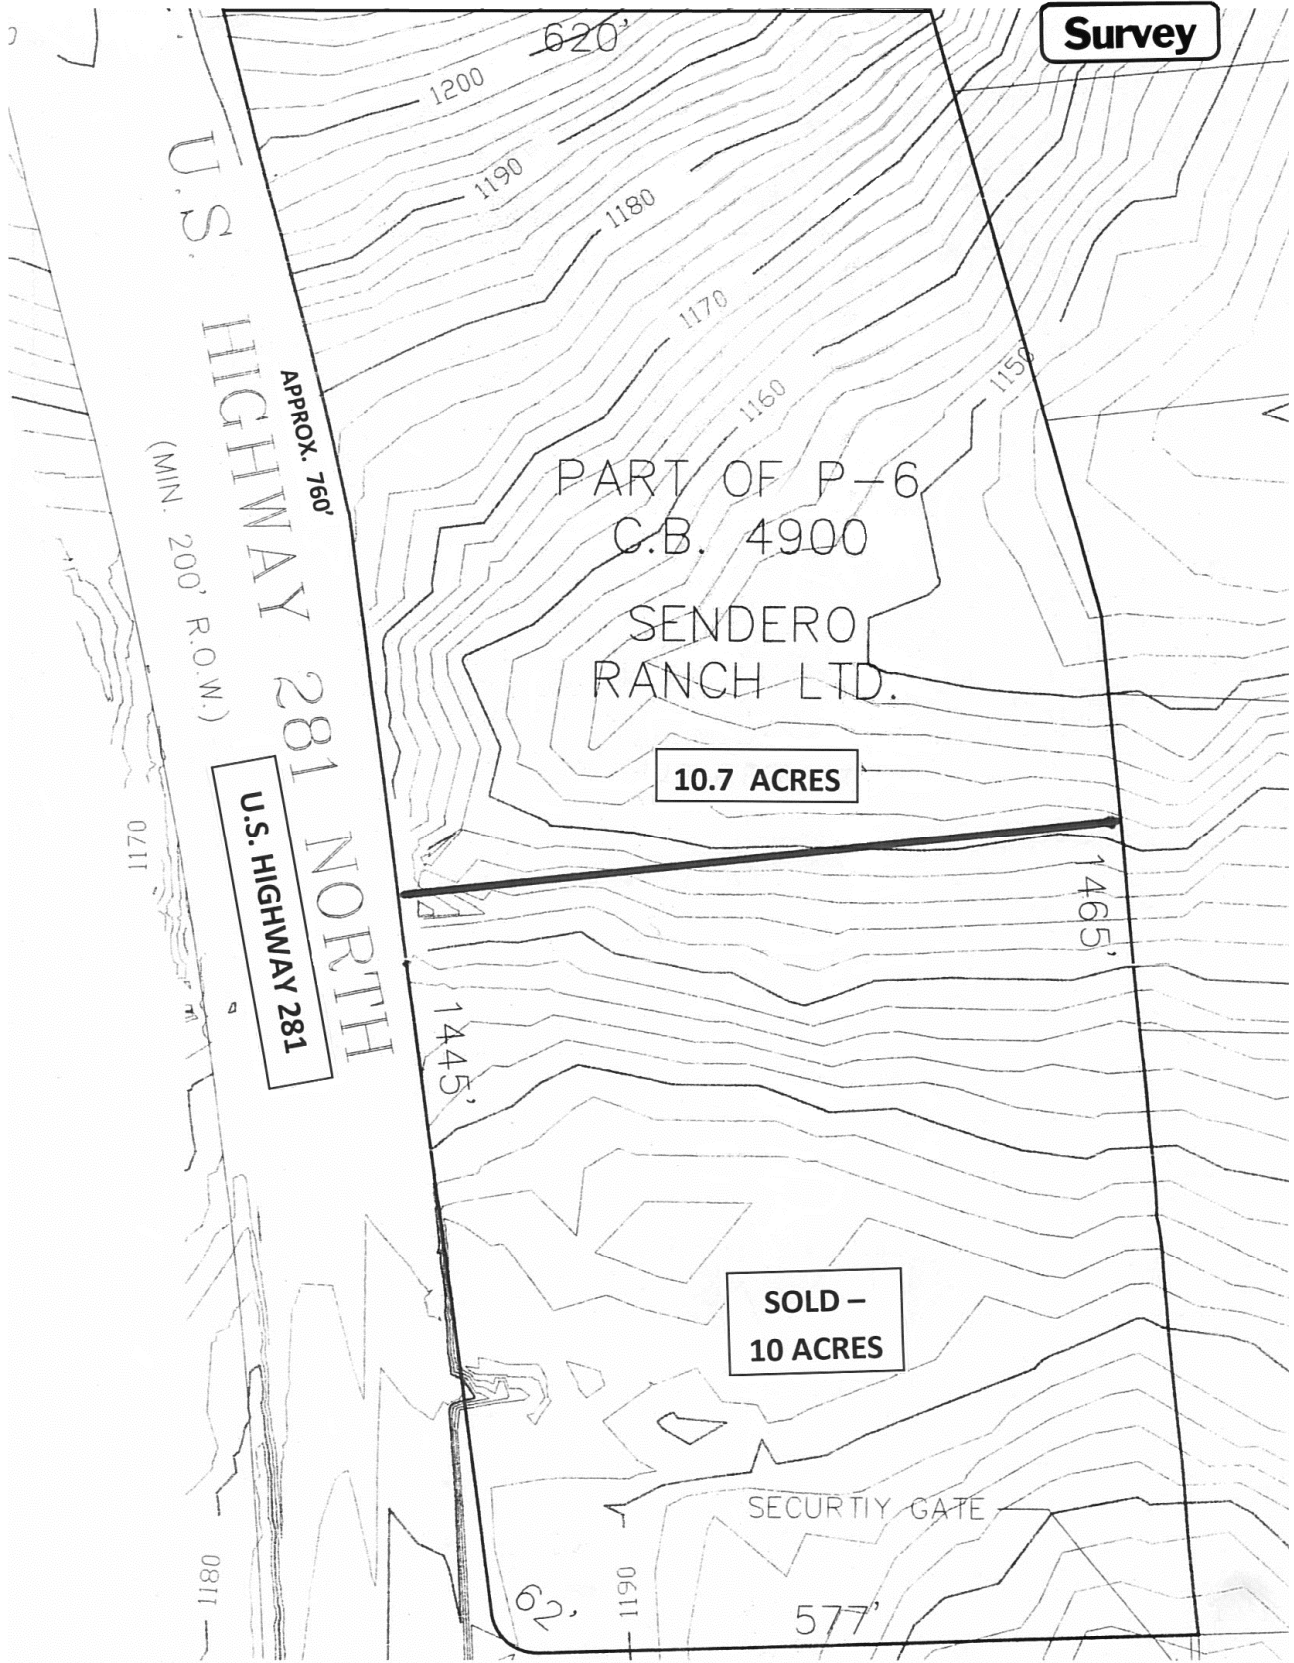 Survey
620'
1200
1190
1180
1170
1160
1150
U.S. HIGHWAY 281 NORTH
(MIN. 200' R.O.W.)
APPROX. 760'
PART OF P-6
C.B. 4900
SENDERO
RANCH LTD.
10.7 ACRES
U.S. HIGHWAY 281
1170
1465'
1445'
SOLD –
10 ACRES
SECURTIY GATE
1180
1190
62'
577'